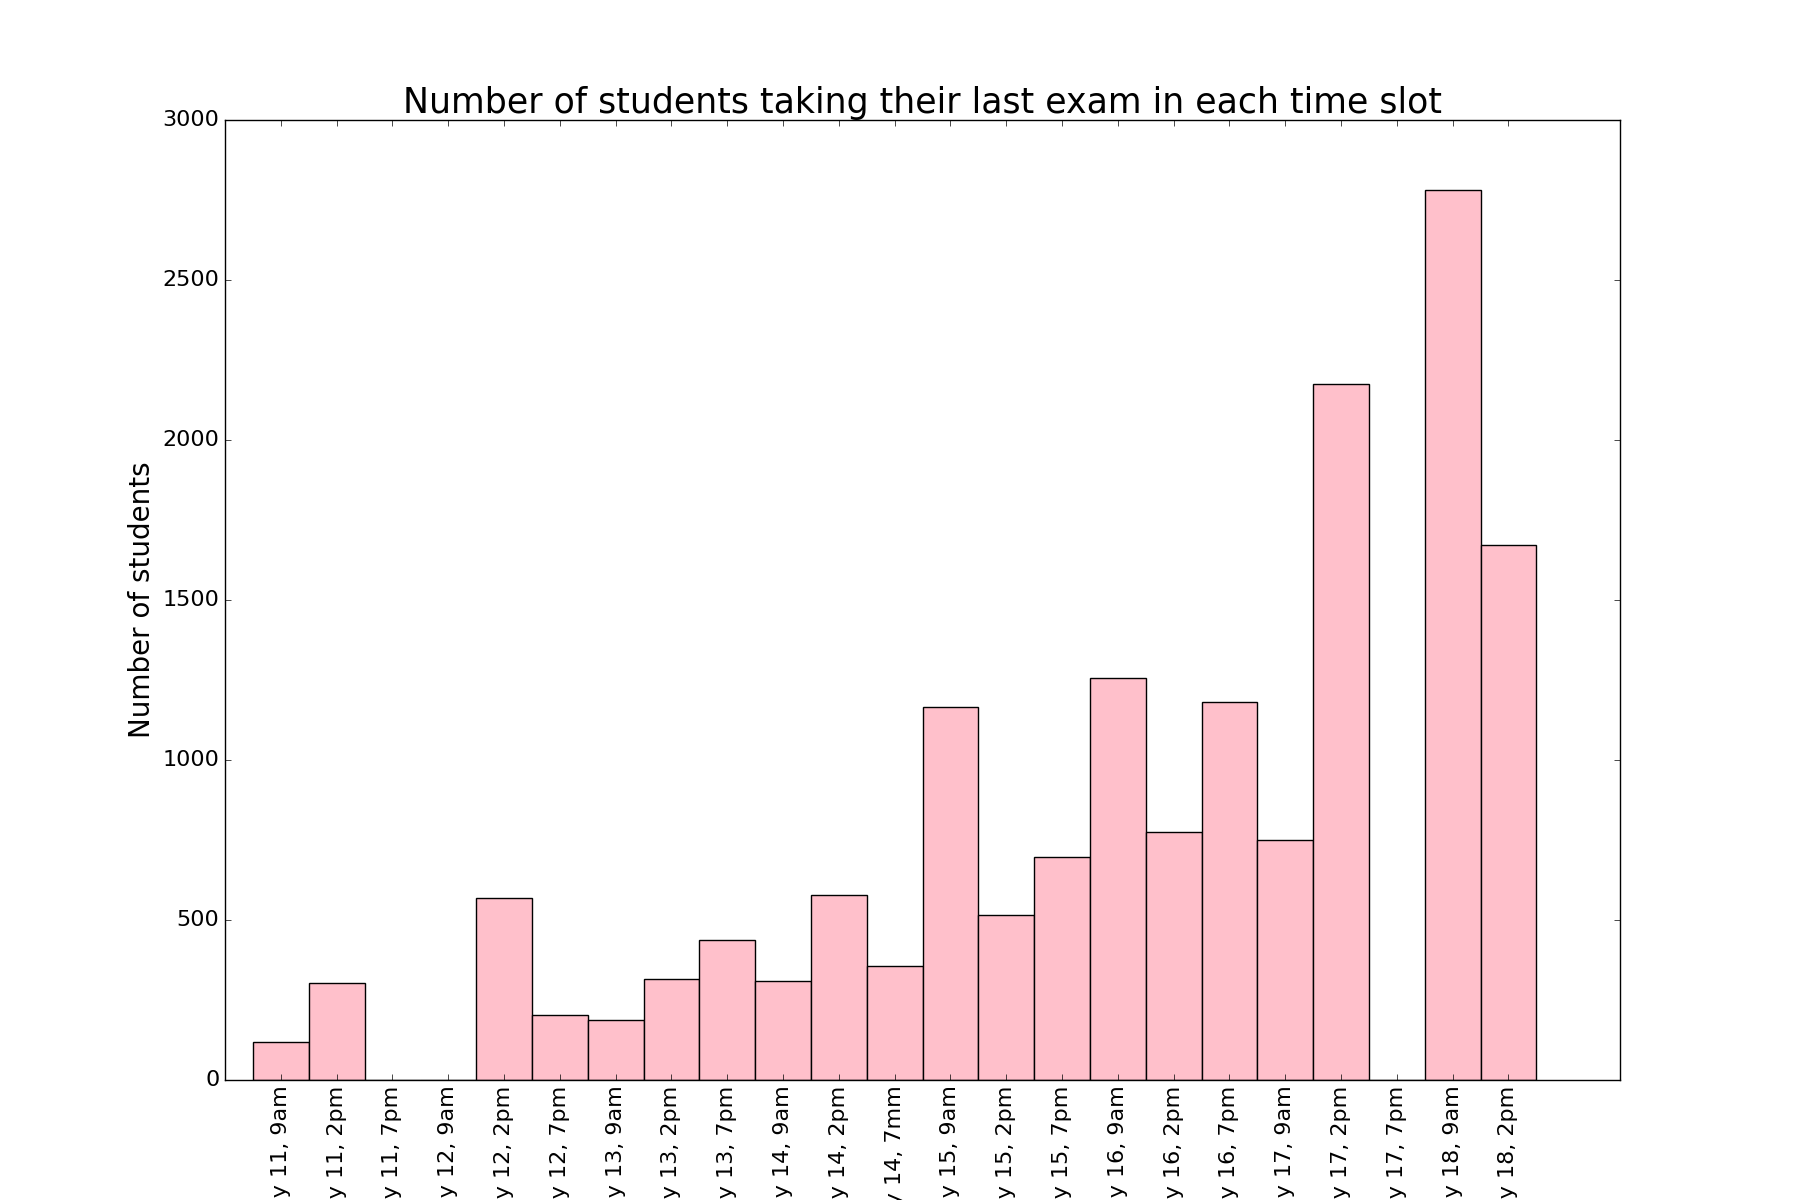 Number of students taking their last exam in each time slot
3000
2500
2000
1500
1000
500
0
Number of students
y 11, 9am
y 11, 2pm
y 11, 7pm
y 12, 9am
y 12, 2pm
y 12, 7pm
y 13, 9am
y 13, 2pm
y 13, 7pm
y 14, 9am
y 14, 2pm
y 14, 7mm
y 15, 9am
y 15, 2pm
y 15, 7pm
y 16, 9am
y 16, 2pm
y 16, 7pm
y 17, 9am
y 17, 2pm
y 17, 7pm
y 18, 9am
y 18, 2pm